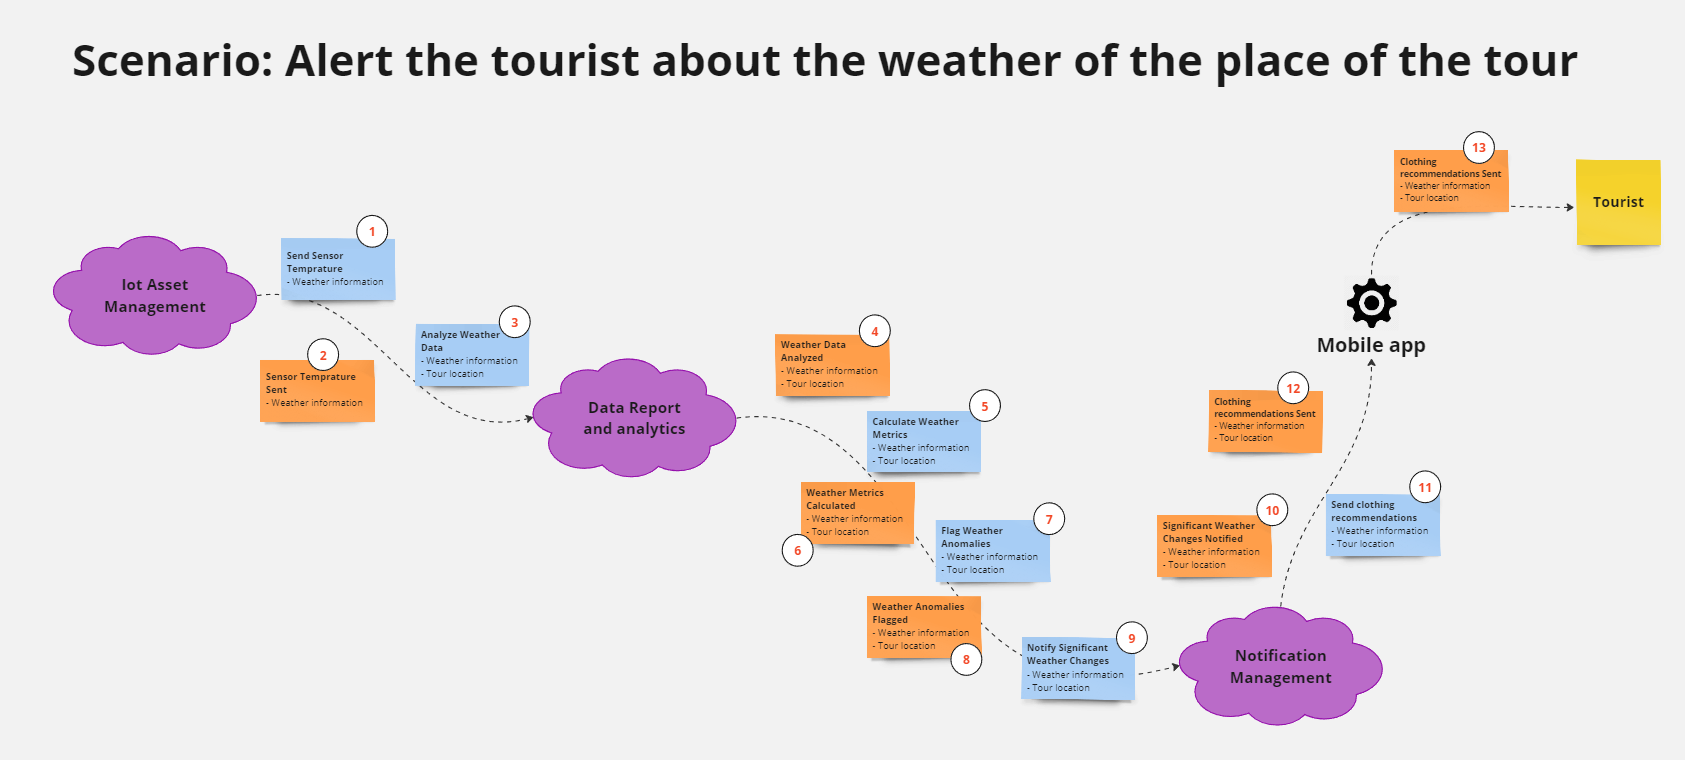 Scenario: Alert the tourist about the weather of the place of the tour
Iot Asset
Management
1
Send Sensor
Temprature
- Weather information
2
Sensor Temprature
Sent
- Weather information
3
Analyze Weather
Data
- Weather information
- Tour location
Data Report
and analytics
4
Weather Data
Analyzed
- Weather information
- Tour location
5
Calculate Weather
Metrics
- Weather information
- Tour location
Weather Metrics
Calculated
- Weather information
- Tour location
6
7
Flag Weather
Anomalies
- Weather information
- Tour location
Weather Anomalies
Flagged
- Weather information
- Tour location
8
9
Notify Significant
Weather Changes
- Weather information
- Tour location
Notification
Management
10
Significant Weather
Changes Notified
- Weather information
- Tour location
11
Send clothing
recommendations
- Weather information
- Tour location
12
Clothing
recommendations Sent
- Weather information
- Tour location
Mobile app
13
Clothing
recommendations Sent
- Weather information
- Tour location
Tourist